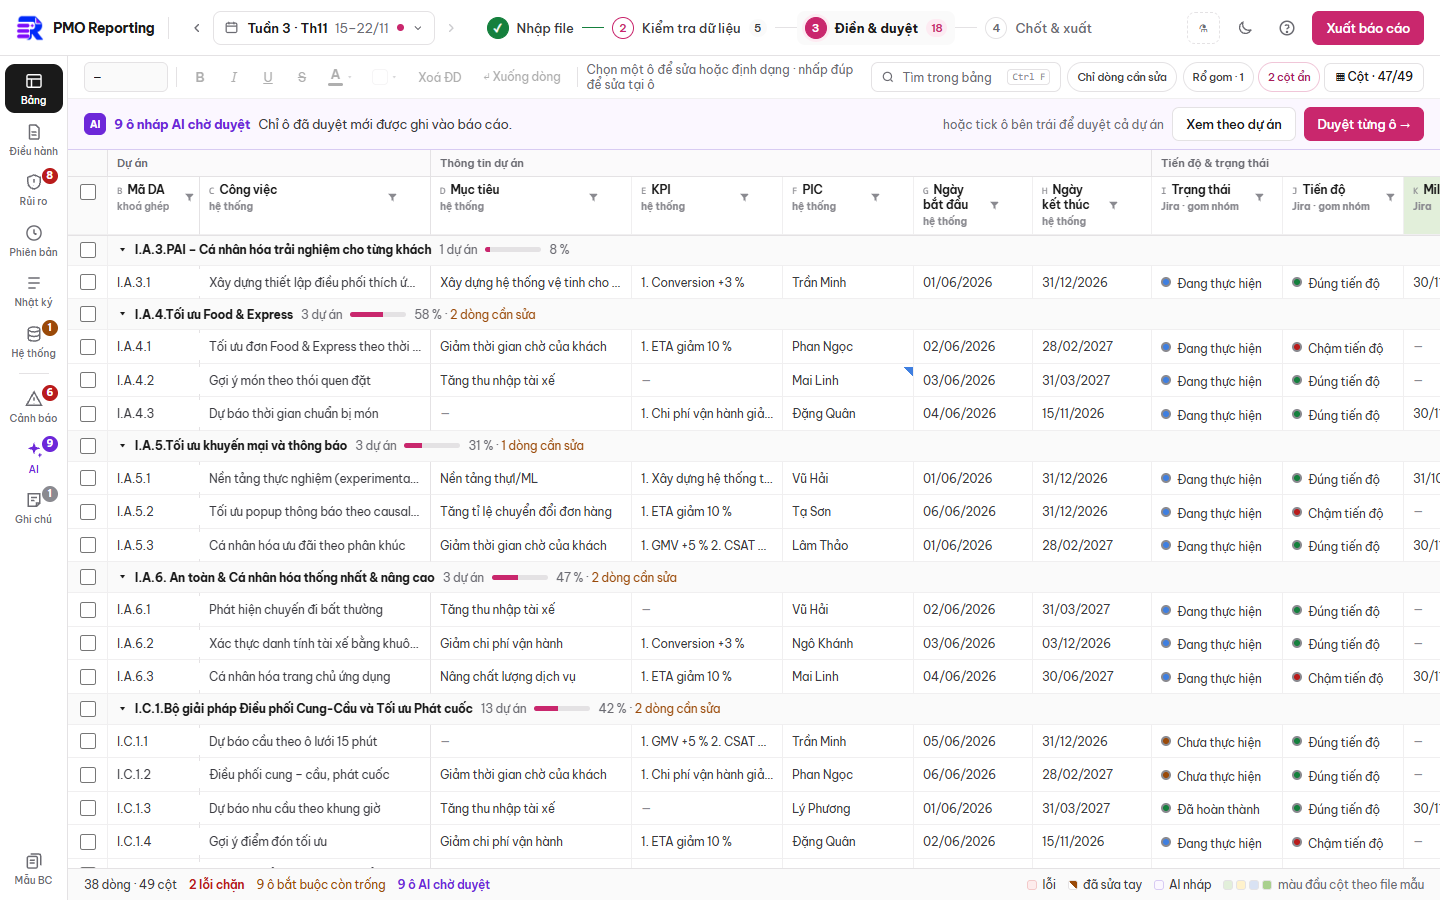 PMO Reporting
Tuần 3 · Th11 15–22/11
Nhập file
2 Kiểm tra dữ liệu 5
3 Điền & duyệt 18
4 Chốt & xuất
Xuất báo cáo
–
B I U S A
Xoá ĐD
Xuống dòng
Chọn một ô để sửa hoặc định dạng · nhấp đúp
để sửa tại ô
Tìm trong bảng Ctrl F
Chỉ dòng cần sửa
Rổ gom · 1
2 cột ẩn
Cột · 47/49
Bảng
Điều hành
8
Rủi ro
Phiên bản
Nhật ký
1
Hệ thống
6
Cảnh báo
9
AI
1
Ghi chú
Mẫu BC
AI 9 ô nháp AI chờ duyệt Chỉ ô đã duyệt mới được ghi vào báo cáo.
hoặc tick ô bên trái để duyệt cả dự án
Xem theo dự án
Duyệt từng ô →
Dự án Thông tin dự án Tiến độ & trạng thái
B Mã DA
khoá ghép
C Công việc
hệ thống
D Mục tiêu
hệ thống
E KPI
hệ thống
F PIC
hệ thống
G Ngày
bắt đầu
hệ thống
H Ngày
kết thúc
hệ thống
I Trạng thái
Jira · gom nhóm
J Tiến độ
Jira · gom nhóm
K Mil
Jira
I.A.3.PAI – Cá nhân hóa trải nghiệm cho từng khách 1 dự án 8 %
I.A.3.1 Xây dựng thiết lập điều phối thích ứ... Xây dựng hệ thống vệ tinh cho ... 1. Conversion +3 % Trần Minh 01/06/2026 31/12/2026 Đang thực hiện Đúng tiến độ 30/1
I.A.4.Tối ưu Food & Express 3 dự án 58 % · 2 dòng cần sửa
I.A.4.1 Tối ưu đơn Food & Express theo thời ... Giảm thời gian chờ của khách 1. ETA giảm 10 % Phan Ngọc 02/06/2026 28/02/2027 Đang thực hiện Chậm tiến độ –
I.A.4.2 Gợi ý món theo thói quen đặt Tăng thu nhập tài xế – Mai Linh 03/06/2026 31/03/2027 Đang thực hiện Đúng tiến độ –
I.A.4.3 Dự báo thời gian chuẩn bị món – 1. Chi phí vận hành giả... Đặng Quân 04/06/2026 15/11/2026 Đang thực hiện Đúng tiến độ 30/1
I.A.5.Tối ưu khuyến mại và thông báo 3 dự án 31 % · 1 dòng cần sửa
I.A.5.1 Nền tảng thực nghiệm (experimenta... Nền tảng thựl/ML 1. Xây dựng hệ thống t... Vũ Hải 01/06/2026 31/12/2026 Đang thực hiện Đúng tiến độ 31/10
I.A.5.2 Tối ưu popup thông báo theo causal... Tăng tỉ lệ chuyển đổi đơn hàng 1. ETA giảm 10 % Tạ Sơn 06/06/2026 31/12/2026 Đang thực hiện Chậm tiến độ –
I.A.5.3 Cá nhân hóa ưu đãi theo phân khúc Giảm thời gian chờ của khách 1. GMV +5 % 2. CSAT ... Lâm Thảo 01/06/2026 28/02/2027 Đang thực hiện Đúng tiến độ 30/1
I.A.6. An toàn & Cá nhân hóa thống nhất & nâng cao 3 dự án 47 % · 2 dòng cần sửa
I.A.6.1 Phát hiện chuyến đi bất thường Tăng thu nhập tài xế – Vũ Hải 02/06/2026 31/03/2027 Đang thực hiện Đúng tiến độ –
I.A.6.2 Xác thực danh tính tài xế bằng khuô... Giảm chi phí vận hành 1. Conversion +3 % Ngô Khánh 03/06/2026 03/12/2026 Đang thực hiện Đúng tiến độ –
I.A.6.3 Cá nhân hóa trang chủ ứng dụng Nâng chất lượng dịch vụ 1. ETA giảm 10 % Mai Linh 04/06/2026 30/06/2027 Đang thực hiện Chậm tiến độ 30/1
I.C.1.Bộ giải pháp Điều phối Cung-Cầu và Tối ưu Phát cuốc 13 dự án 42 % · 2 dòng cần sửa
I.C.1.1 Dự báo cầu theo ô lưới 15 phút – 1. GMV +5 % 2. CSAT ... Trần Minh 05/06/2026 31/12/2026 Chưa thực hiện Đúng tiến độ –
I.C.1.2 Điều phối cung – cầu, phát cuốc Giảm thời gian chờ của khách 1. Chi phí vận hành giả... Phan Ngọc 06/06/2026 28/02/2027 Chưa thực hiện Đúng tiến độ –
I.C.1.3 Dự báo nhu cầu theo khung giờ Tăng thu nhập tài xế – Lý Phương 01/06/2026 31/03/2027 Đã hoàn thành Đúng tiến độ 30/1
I.C.1.4 Gợi ý điểm đón tối ưu Giảm chi phí vận hành 1. ETA giảm 10 % Đặng Quân 02/06/2026 15/11/2026 Đang thực hiện Chậm tiến độ –
38 dòng · 49 cột 2 lỗi chặn 9 ô bắt buộc còn trống 9 ô AI chờ duyệt
lỗi đã sửa tay AI nháp màu đầu cột theo file mẫu